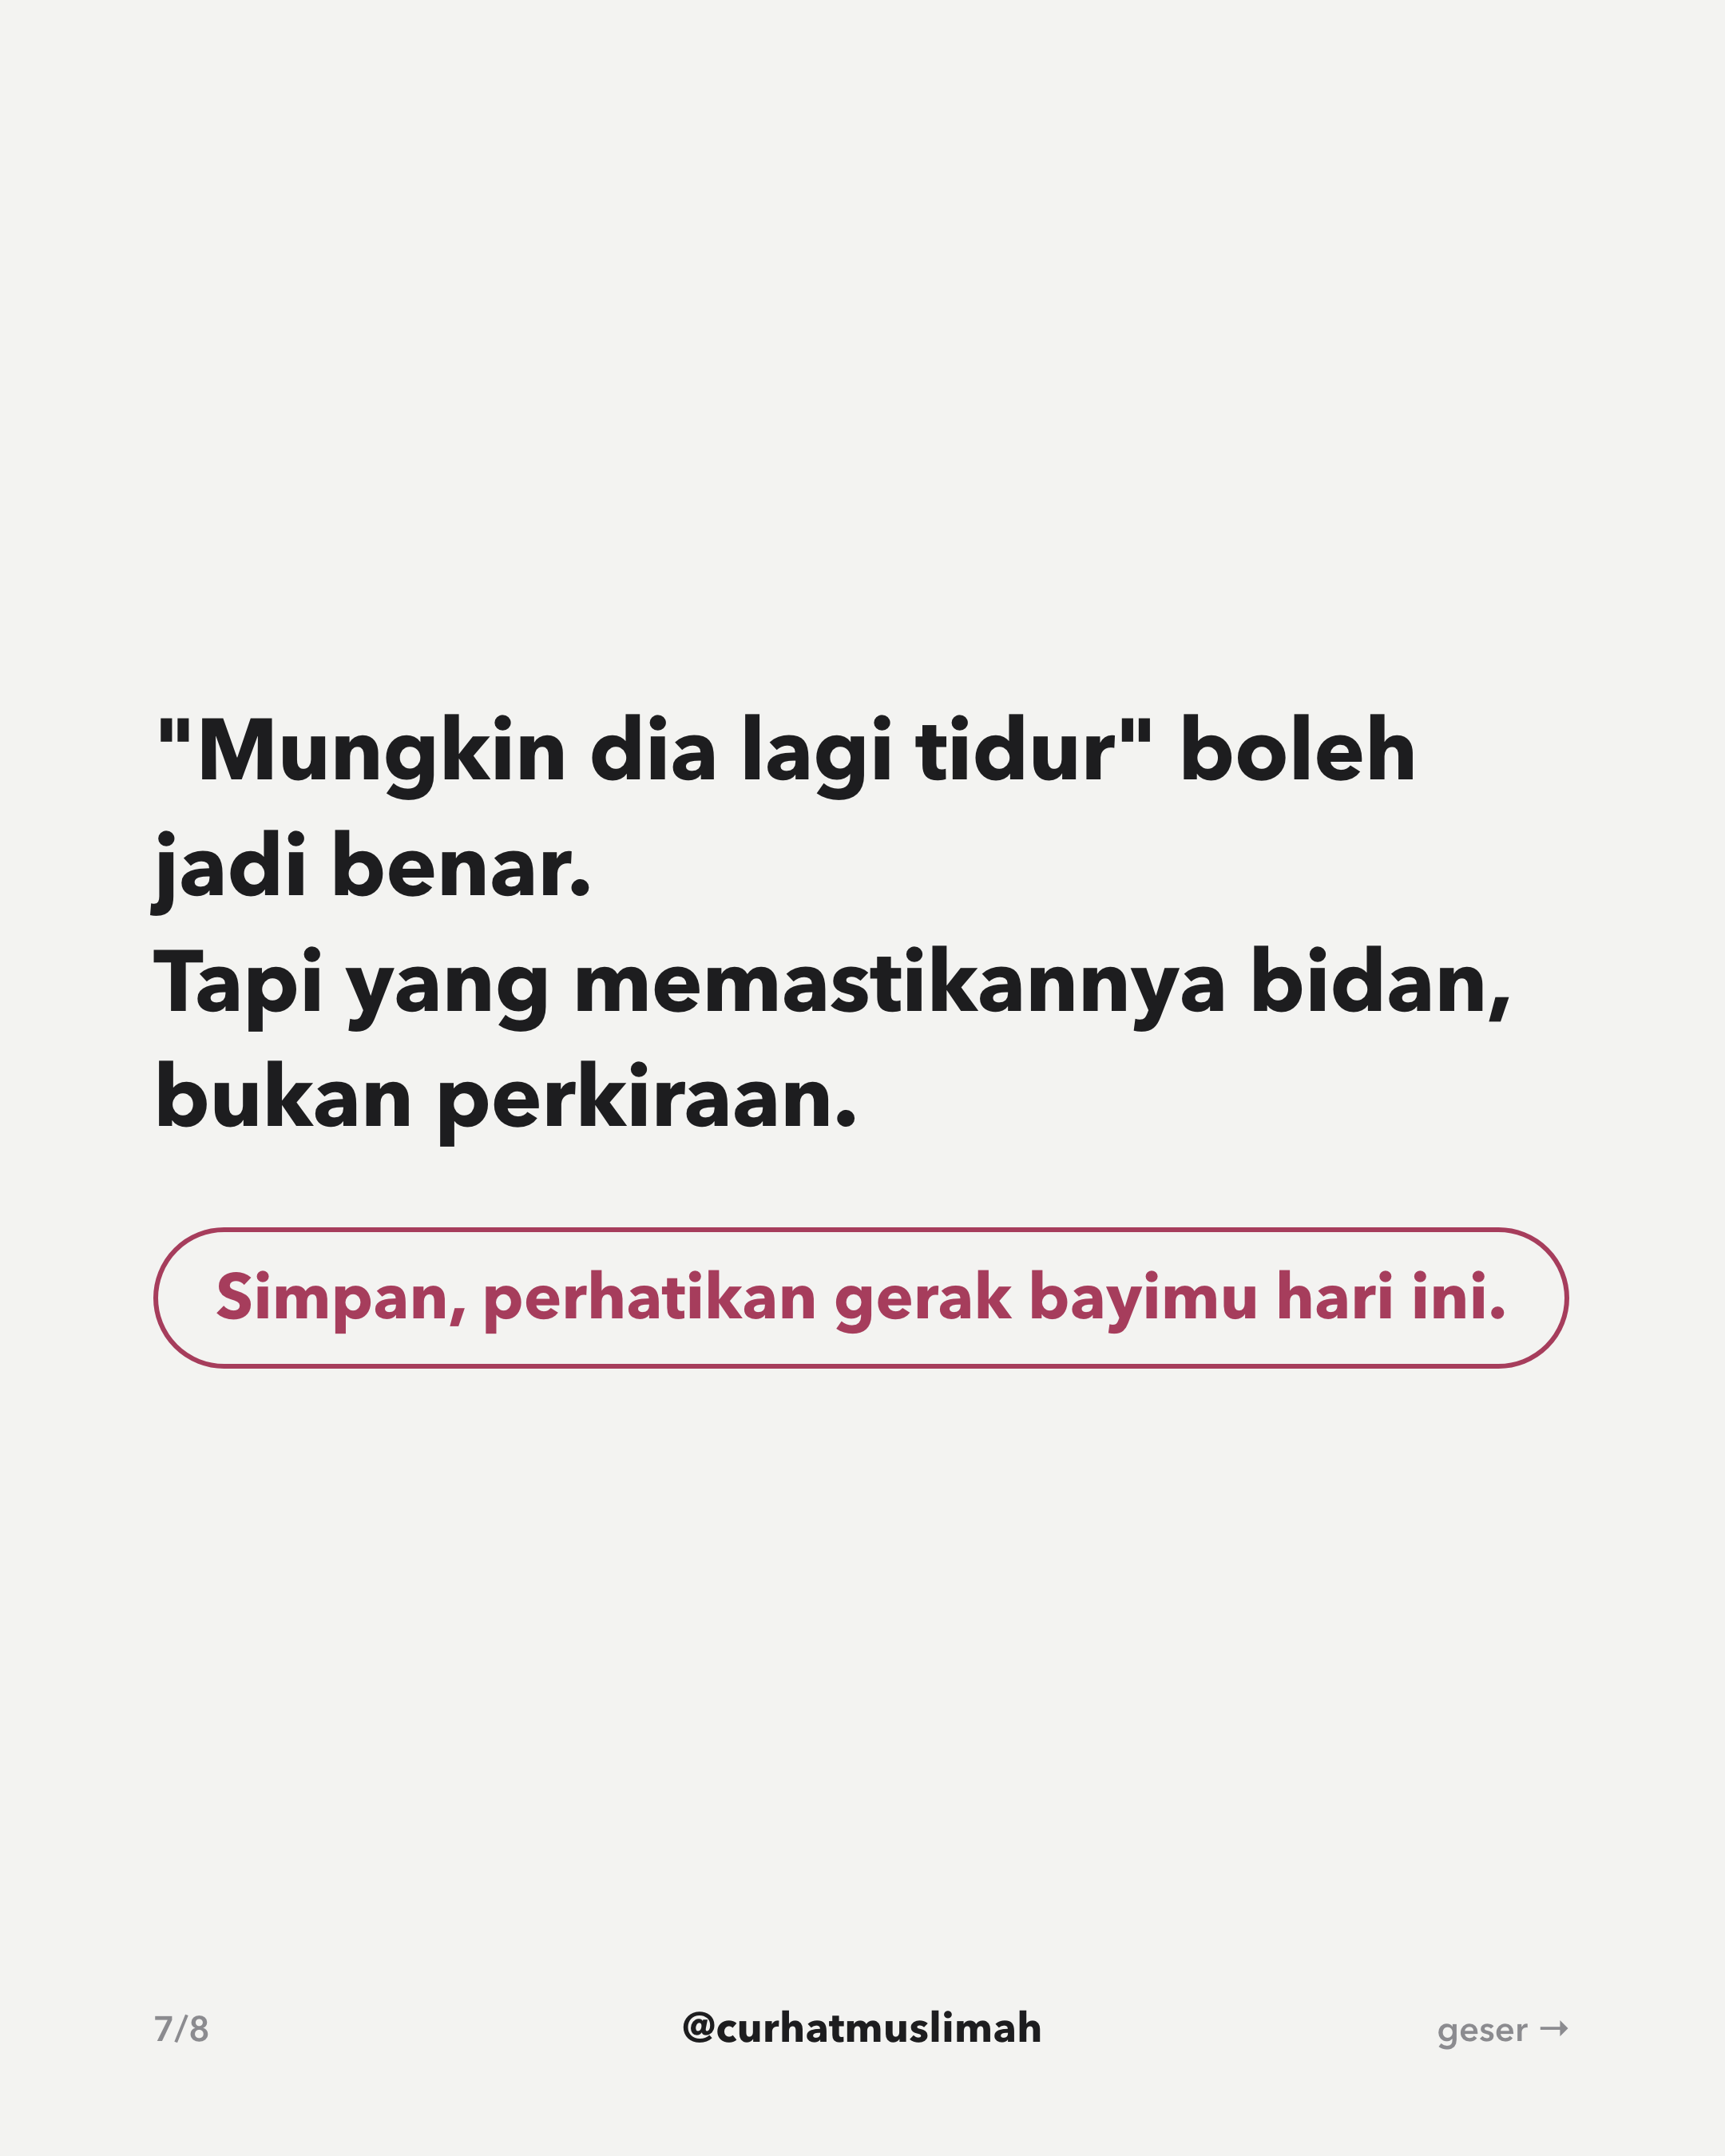 "Mungkin dia lagi tidur" boleh
jadi benar.
Tapi yang memastikannya bidan,
bukan perkiraan.
Simpan, perhatikan gerak bayimu hari ini.
7/8
@curhatmuslimah
geser →